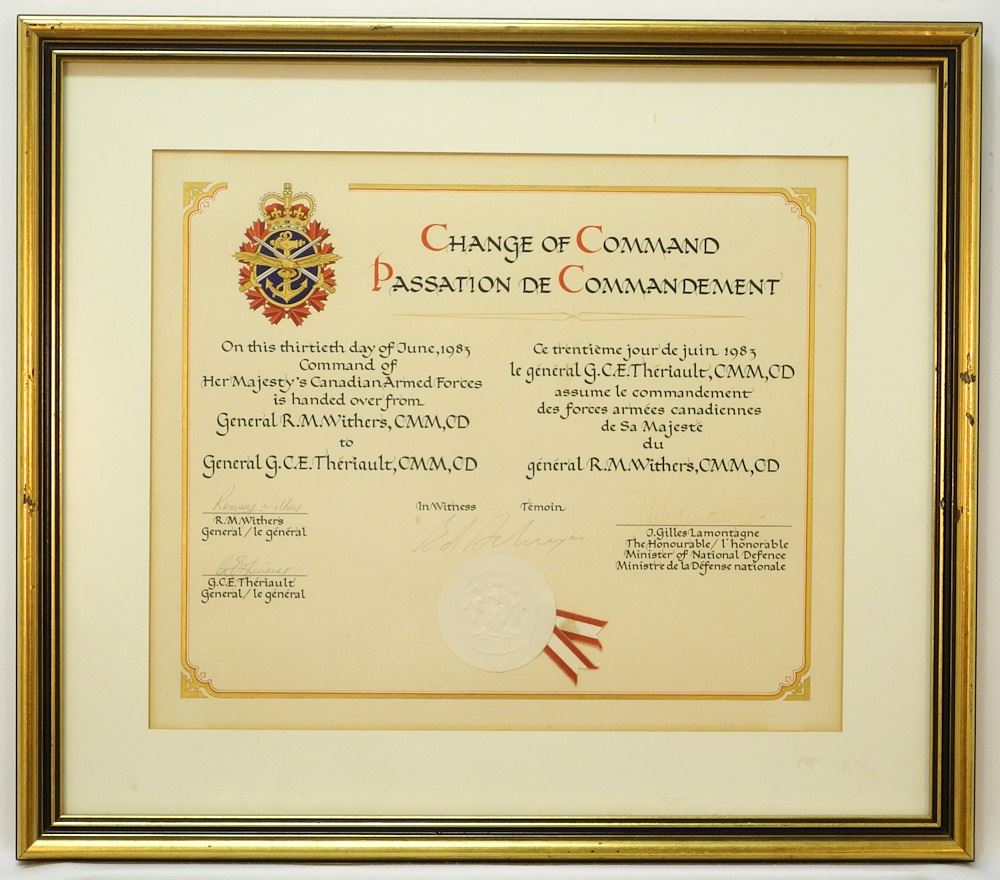 CHANGE OF COMMAND
PASSATION DE COMMANDEMENT
On this thirtieth day of June, 1983
Command of
Her Majesty's Canadian Armed Forces
is handed over from
General R.M.Withers, CMM, CD
to
General G.C.E.Thériault, CMM, CD
Ce trentième jour de juin 1983
le général G.C.E.Thériault, CMM, CD
assume le commandement
des forces armées canadiennes
de Sa Majesté
du
général R.M.Withers, CMM, CD
Ramsey Withers
R.M.Withers
General / le général
G.C.E.Thériault
General / le général
In Witness Témoin
Ed Schreyer
J.Gilles Lamontagne
The Honourable / l'honorable
Minister of National Defence
Ministre de la Défense nationale